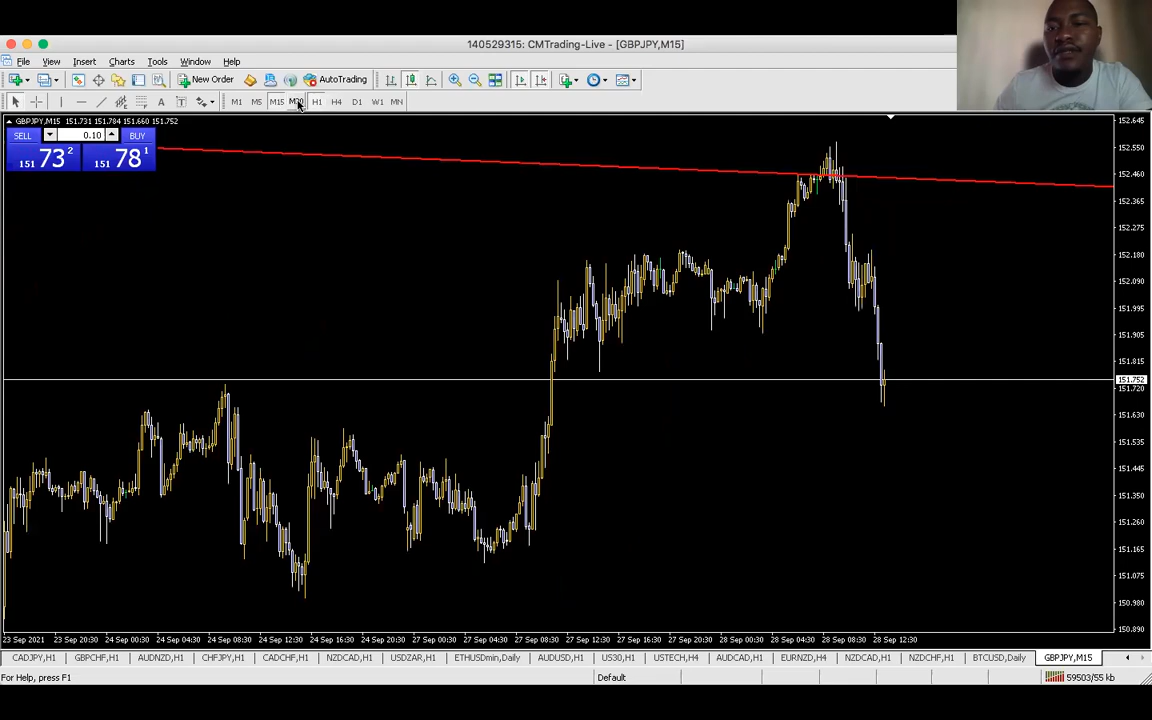 140529315: CMTrading-Live - [GBPJPY,M15]
File View Insert Charts Tools Window Help
New Order AutoTrading
A T M1 M5 M15 M30 H1 H4 D1 W1 MN
GBPJPY,M15 151.731 151.784 151.660 151.752
SELL 0.10 BUY
151 73 2 151 78 1
152.645
152.550
152.460
152.365
152.275
152.180
152.090
151.995
151.905
151.815
151.752
151.720
151.630
151.535
151.445
151.350
151.260
151.165
151.075
150.980
150.890
23 Sep 2021 23 Sep 20:30 24 Sep 00:30 24 Sep 04:30 24 Sep 08:30 24 Sep 12:30 24 Sep 16:30 24 Sep 20:30 27 Sep 00:30 27 Sep 04:30 27 Sep 08:30 27 Sep 12:30 27 Sep 16:30 27 Sep 20:30 28 Sep 00:30 28 Sep 04:30 28 Sep 08:30 28 Sep 12:30
CADJPY,H1 GBPCHF,H1 AUDNZD,H1 CHFJPY,H1 CADCHF,H1 NZDCAD,H1 USDZAR,H1 ETHUSDmin,Daily AUDUSD,H1 US30,H1 USTECH,H4 AUDCAD,H1 EURNZD,H4 NZDCAD,H1 NZDCHF,H1 BTCUSD,Daily GBPJPY,M15
For Help, press F1 Default 59503/55 kb